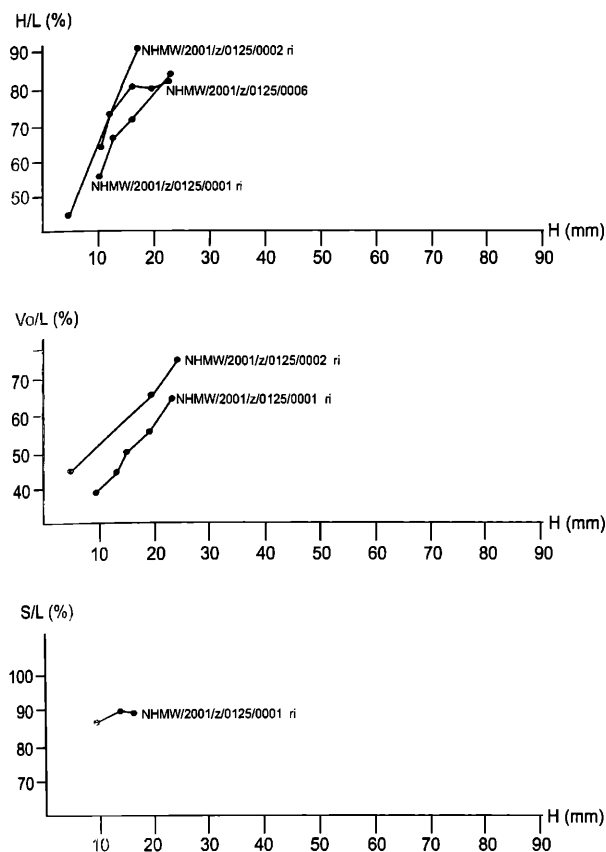 H/L (%)
90
80
70
60
50
NHMW/2001/z/0125/0002 ri
NHMW/2001/z/0125/0006
NHMW/2001/z/0125/0001 ri
10 20 30 40 50 60 70 80 90
H (mm)
Vo/L (%)
70
60
50
40
NHMW/2001/z/0125/0002 ri
NHMW/2001/z/0125/0001 ri
10 20 30 40 50 60 70 80 90
H (mm)
S/L (%)
100
90
80
70
NHMW/2001/z/0125/0001 ri
10 20 30 40 50 60 70 80 90
H (mm)